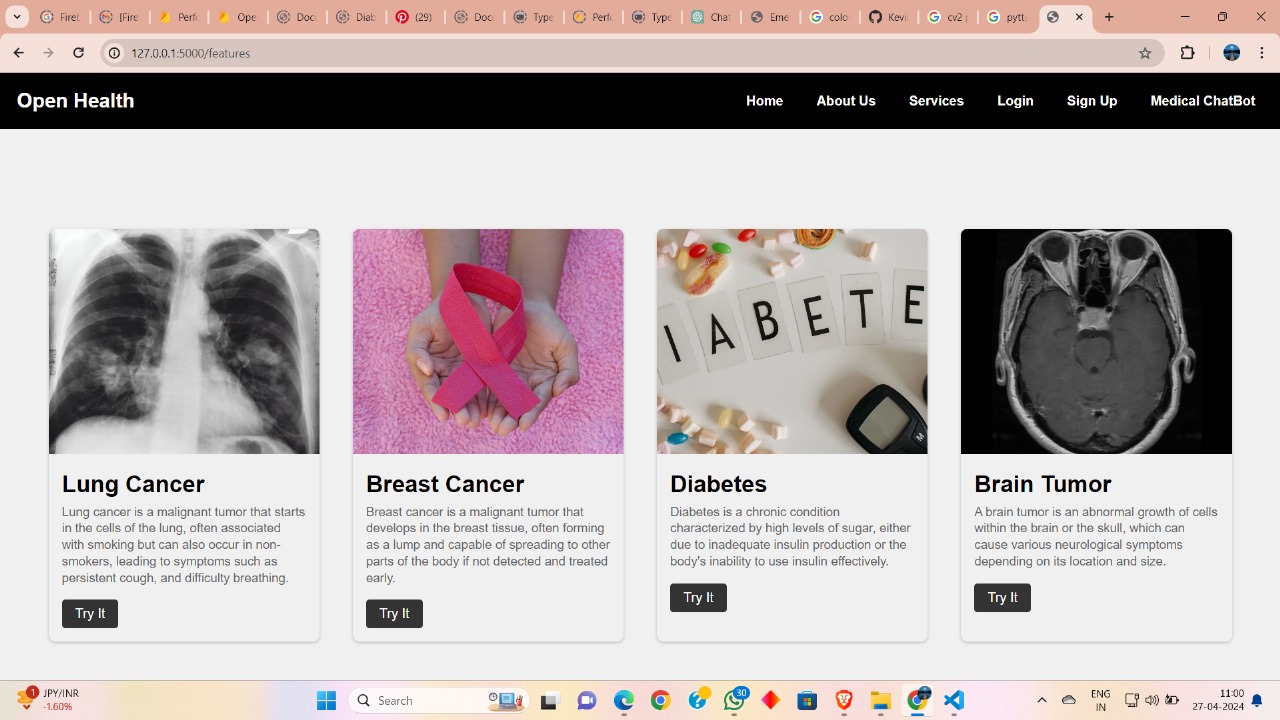 Fireb
[Fire
Perfo
Oper
Docu
Diab
(29)
Docu
Type
Perfo
Type
Chat
Eme
color
Kevi
cv2 p
pytts
127.0.0.1:5000/features
Open Health
Home About Us Services Login Sign Up Medical ChatBot
IABETE
M
Lung Cancer
Lung cancer is a malignant tumor that starts
in the cells of the lung, often associated
with smoking but can also occur in non-
smokers, leading to symptoms such as
persistent cough, and difficulty breathing.
Try It
Breast Cancer
Breast cancer is a malignant tumor that
develops in the breast tissue, often forming
as a lump and capable of spreading to other
parts of the body if not detected and treated
early.
Try It
Diabetes
Diabetes is a chronic condition
characterized by high levels of sugar, either
due to inadequate insulin production or the
body's inability to use insulin effectively.
Try It
Brain Tumor
A brain tumor is an abnormal growth of cells
within the brain or the skull, which can
cause various neurological symptoms
depending on its location and size.
Try It
1
JPY/INR
-1.60%
Search
30
ENG
IN
11:00
27-04-2024